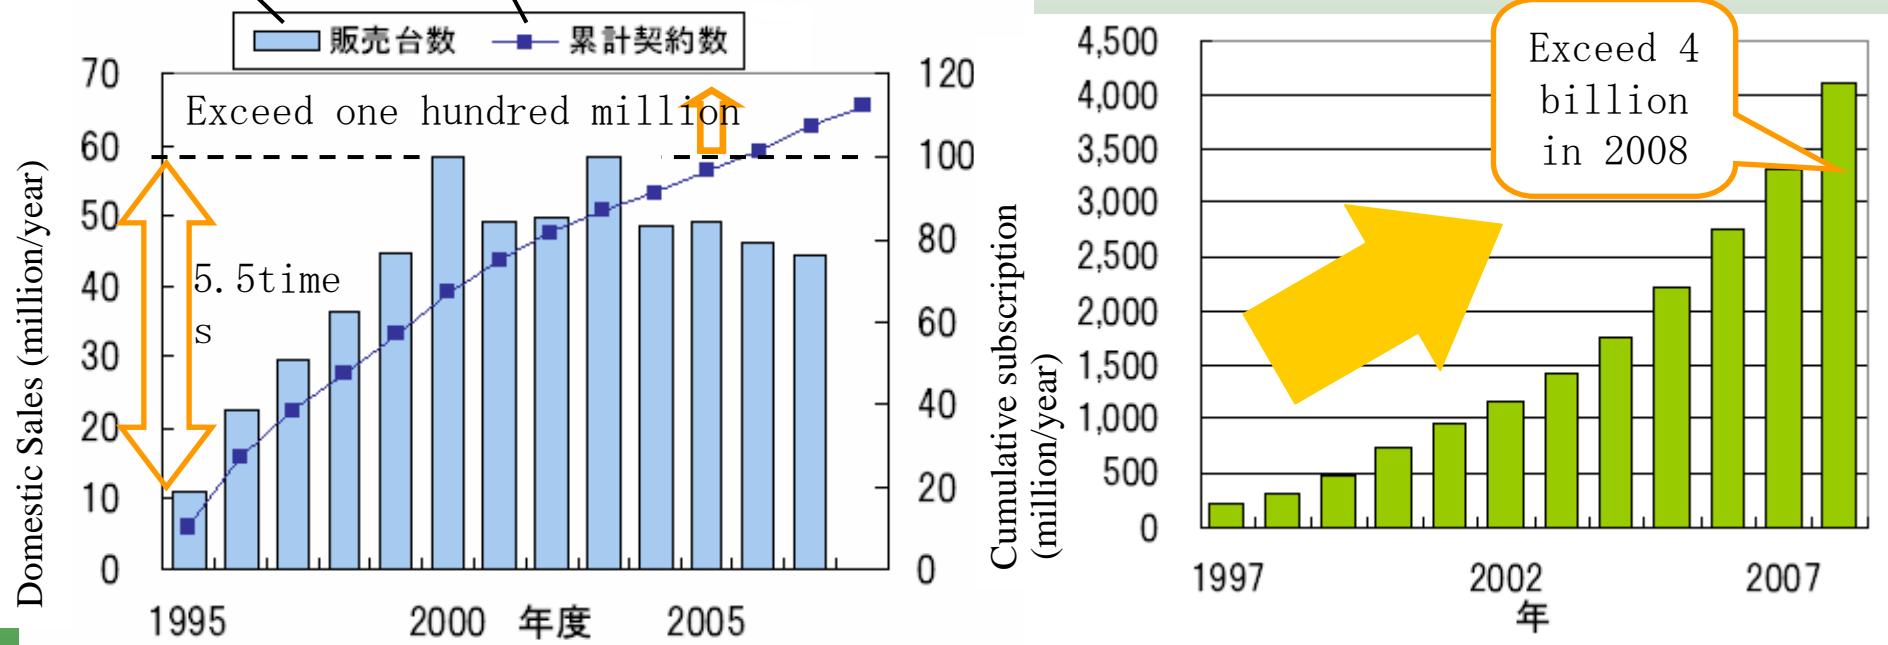 販売台数 累計契約数
Domestic Sales (million/year)
70
60
50
40
30
20
10
0
Exceed one hundred million
5.5time
s
120
100
80
60
40
20
0
1995 2000 年度 2005
Cumulative subscription
(million/year)
4,500
4,000
3,500
3,000
2,500
2,000
1,500
1,000
500
0
Exceed 4
billion
in 2008
1997 2002 2007
年